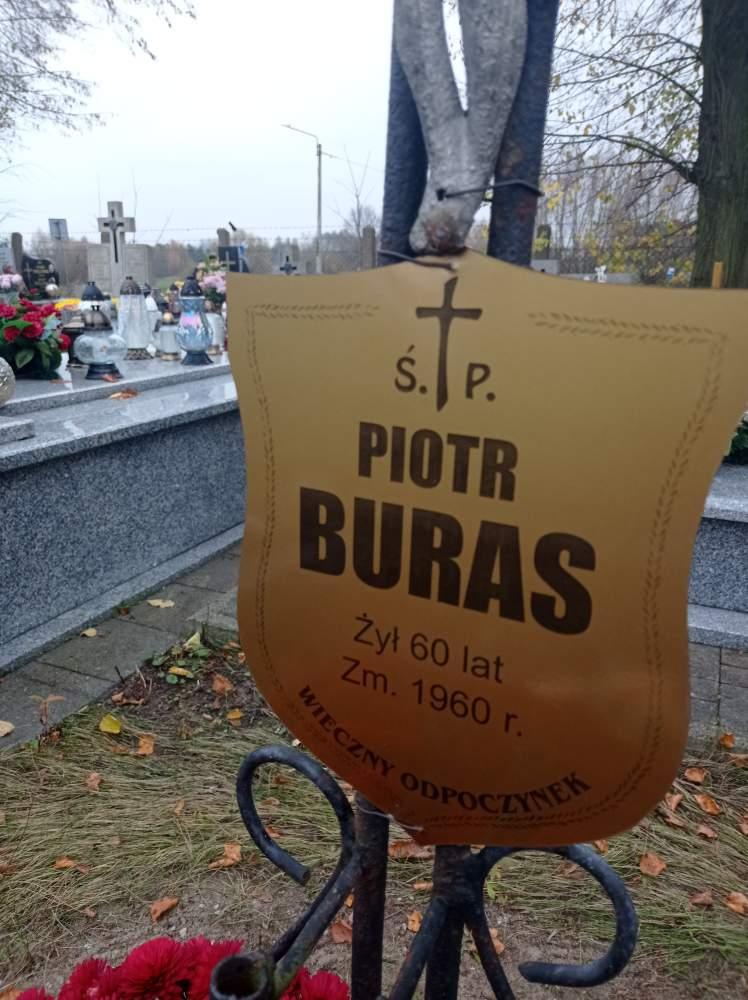 Ś. P.
PIOTR
BURAS
Żył 60 lat
Zm. 1960 r.
WIECZNY ODPOCZYNEK